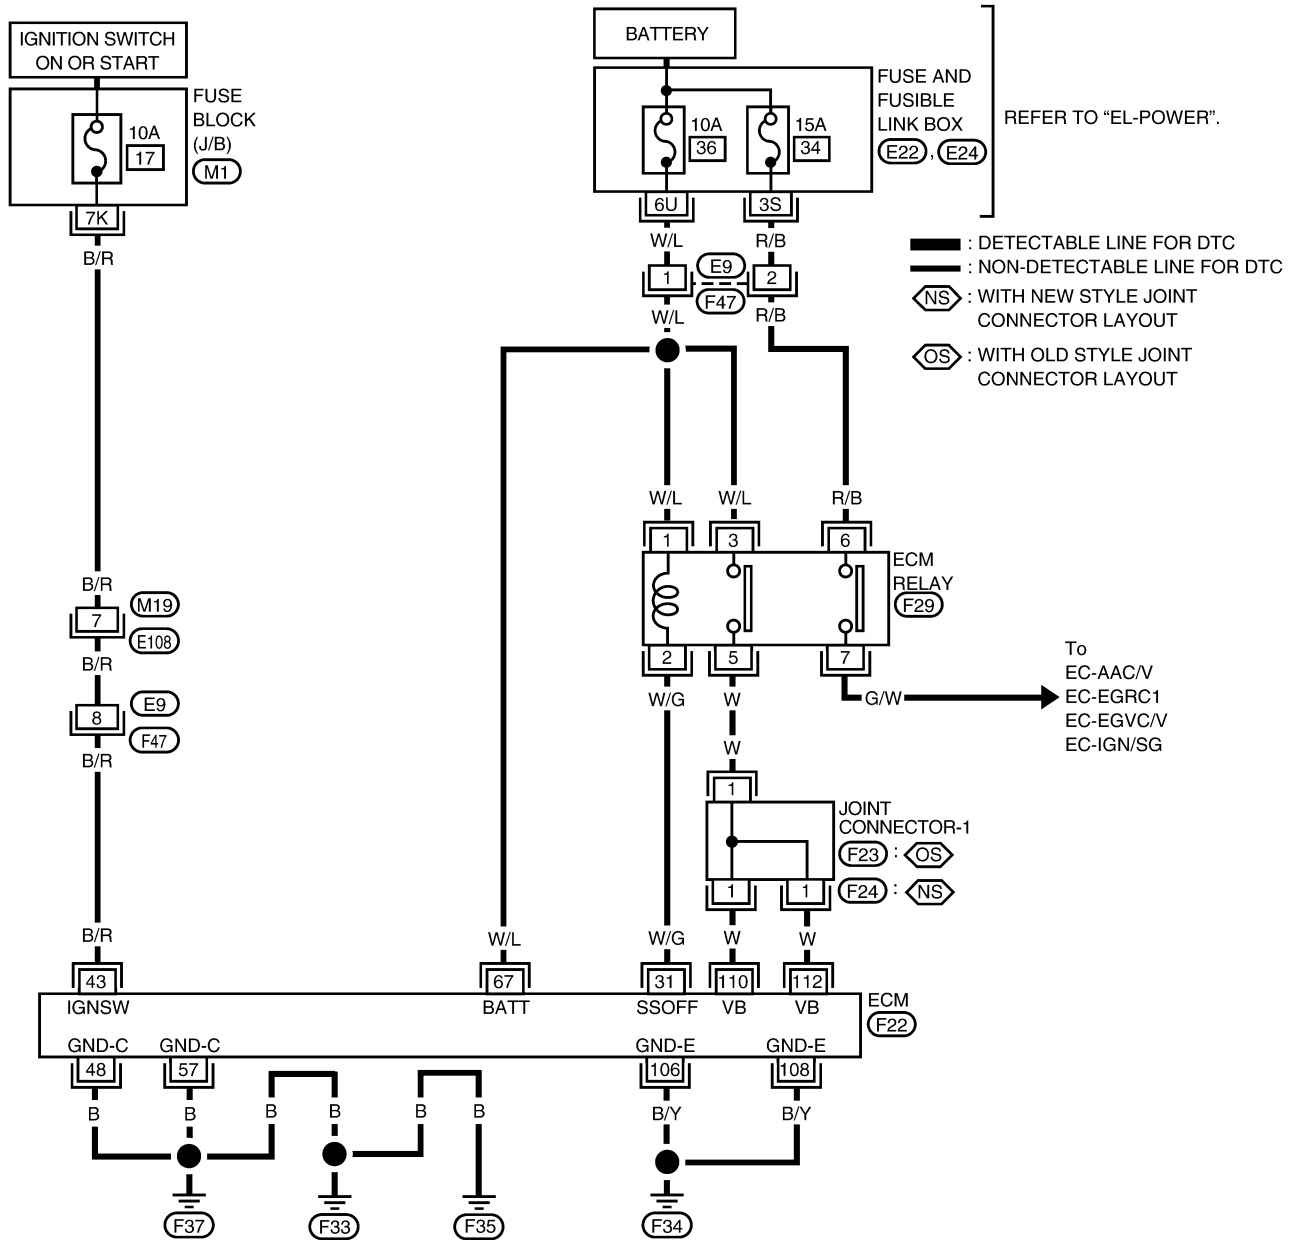 IGNITION SWITCH
ON OR START
BATTERY
FUSE
BLOCK
(J/B)
M1
10A
17
7K
B/R
FUSE AND
FUSIBLE
LINK BOX
E22 , E24
10A
36
15A
34
REFER TO “EL-POWER”.
6U
3S
W/L
R/B
1
E9
2
F47
W/L
R/B
: DETECTABLE LINE FOR DTC
: NON-DETECTABLE LINE FOR DTC
NS : WITH NEW STYLE JOINT
CONNECTOR LAYOUT
OS : WITH OLD STYLE JOINT
CONNECTOR LAYOUT
W/L
W/L
R/B
1
3
6
ECM
RELAY
F29
2
5
7
W/G
W
G/W
To
EC-AAC/V
EC-EGRC1
EC-EGVC/V
EC-IGN/SG
B/R
7
M19
E108
B/R
8
E9
F47
B/R
W
1
JOINT
CONNECTOR-1
F23 : OS
F24 : NS
1
1
B/R
W/L
W/G
W
W
43
67
31
110
112
IGNSW
BATT
SSOFF
VB
VB
ECM
F22
GND-C
GND-C
GND-E
GND-E
48
57
106
108
B
B
B
B
B
B
B/Y
B/Y
F37
F33
F35
F34